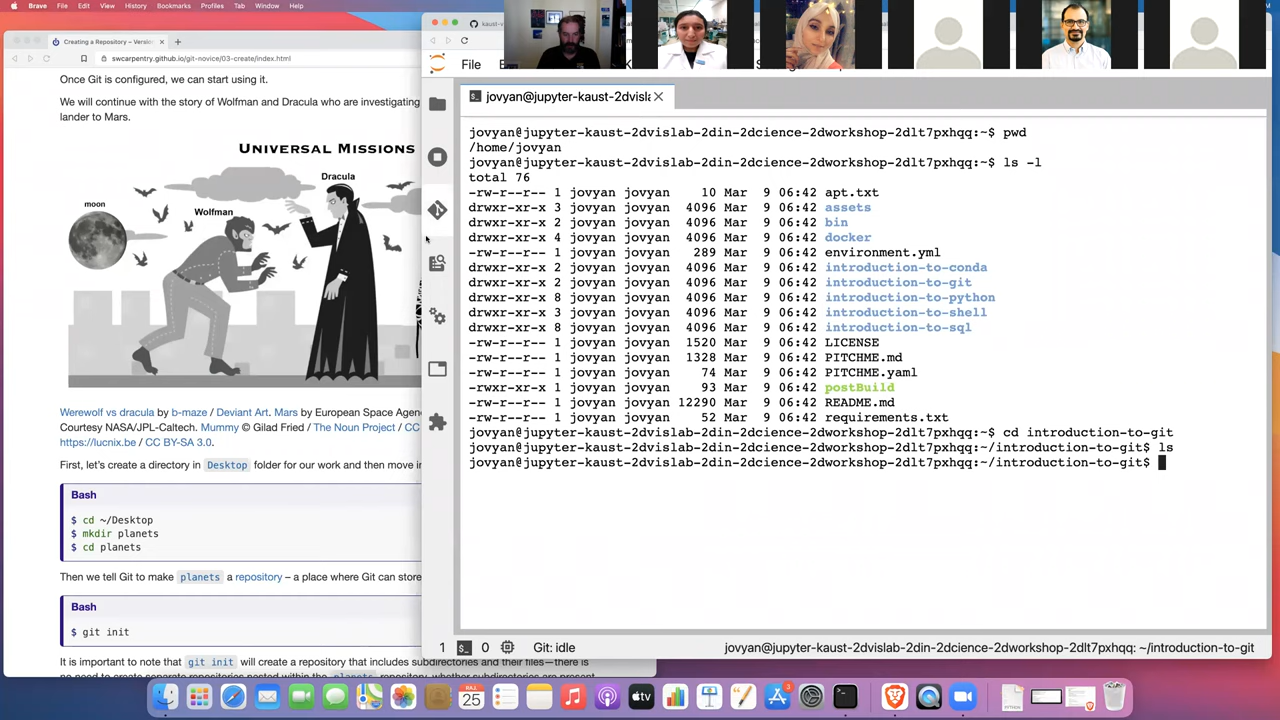 Brave File Edit View History Bookmarks Profiles Tab Window Help
Creating a Repository – Version
swcarpentry.github.io/git-novice/03-create/index.html
Once Git is configured, we can start using it.
We will continue with the story of Wolfman and Dracula who are investigating
lander to Mars.
UNIVERSAL MISSIONS
Dracula
moon
Wolfman
Werewolf vs dracula by b-maze / Deviant Art. Mars by European Space Agen
Courtesy NASA/JPL-Caltech. Mummy © Gilad Fried / The Noun Project / CC
https://lucnix.be / CC BY-SA 3.0.
First, let's create a directory in Desktop folder for our work and then move in
Bash
$ cd ~/Desktop
$ mkdir planets
$ cd planets
Then we tell Git to make planets a repository – a place where Git can store
Bash
$ git init
It is important to note that git init will create a repository that includes subdirectories and their files—there is
no need to create separate repositories nested within the planets repository, whether subdirectories are present
kaust-v
File
jovyan@jupyter-kaust-2dvisla
jovyan@jupyter-kaust-2dvislab-2din-2dcience-2dworkshop-2dlt7pxhqq:~$ pwd
/home/jovyan
jovyan@jupyter-kaust-2dvislab-2din-2dcience-2dworkshop-2dlt7pxhqq:~$ ls -l
total 76
-rw-r--r-- 1 jovyan jovyan 10 Mar 9 06:42 apt.txt
drwxr-xr-x 3 jovyan jovyan 4096 Mar 9 06:42 assets
drwxr-xr-x 2 jovyan jovyan 4096 Mar 9 06:42 bin
drwxr-xr-x 4 jovyan jovyan 4096 Mar 9 06:42 docker
-rw-r--r-- 1 jovyan jovyan 289 Mar 9 06:42 environment.yml
drwxr-xr-x 2 jovyan jovyan 4096 Mar 9 06:42 introduction-to-conda
drwxr-xr-x 2 jovyan jovyan 4096 Mar 9 06:42 introduction-to-git
drwxr-xr-x 8 jovyan jovyan 4096 Mar 9 06:42 introduction-to-python
drwxr-xr-x 3 jovyan jovyan 4096 Mar 9 06:42 introduction-to-shell
drwxr-xr-x 8 jovyan jovyan 4096 Mar 9 06:42 introduction-to-sql
-rw-r--r-- 1 jovyan jovyan 1520 Mar 9 06:42 LICENSE
-rw-r--r-- 1 jovyan jovyan 1328 Mar 9 06:42 PITCHME.md
-rw-r--r-- 1 jovyan jovyan 74 Mar 9 06:42 PITCHME.yaml
-rwxr-xr-x 1 jovyan jovyan 93 Mar 9 06:42 postBuild
-rw-r--r-- 1 jovyan jovyan 12290 Mar 9 06:42 README.md
-rw-r--r-- 1 jovyan jovyan 52 Mar 9 06:42 requirements.txt
jovyan@jupyter-kaust-2dvislab-2din-2dcience-2dworkshop-2dlt7pxhqq:~$ cd introduction-to-git
jovyan@jupyter-kaust-2dvislab-2din-2dcience-2dworkshop-2dlt7pxhqq:~/introduction-to-git$ ls
jovyan@jupyter-kaust-2dvislab-2din-2dcience-2dworkshop-2dlt7pxhqq:~/introduction-to-git$
1 0 Git: idle
jovyan@jupyter-kaust-2dvislab-2din-2dcience-2dworkshop-2dlt7pxhqq: ~/introduction-to-git
25
tv
3